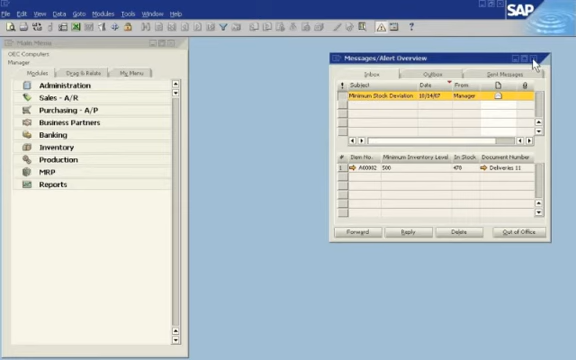 File Edit View Data Goto Modules Tools Window Help
SAP
Main Menu
OEC Computers
Manager
Modules Drag & Relate My Menu
Administration
Sales - A/R
Purchasing - A/P
Business Partners
Banking
Inventory
Production
MRP
Reports
Messages/Alert Overview
Inbox Outbox Sent Messages
! Subject Date From
Minimum Stock Deviation 10/14/07 Manager
# Item No. Minimum Inventory Level In Stock Document Number
1 A00002 500 478 Deliveries 11
Forward Reply Delete Out of Office